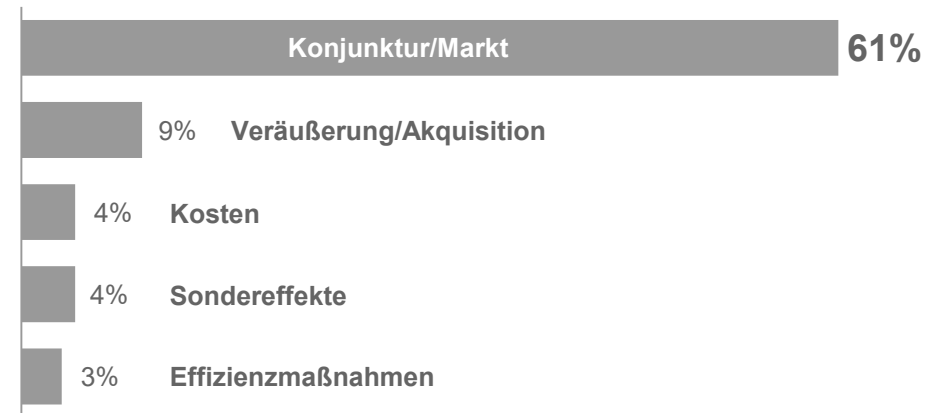 Konjunktur/Markt 61%
9% Veräußerung/Akquisition
4% Kosten
4% Sondereffekte
3% Effizienzmaßnahmen